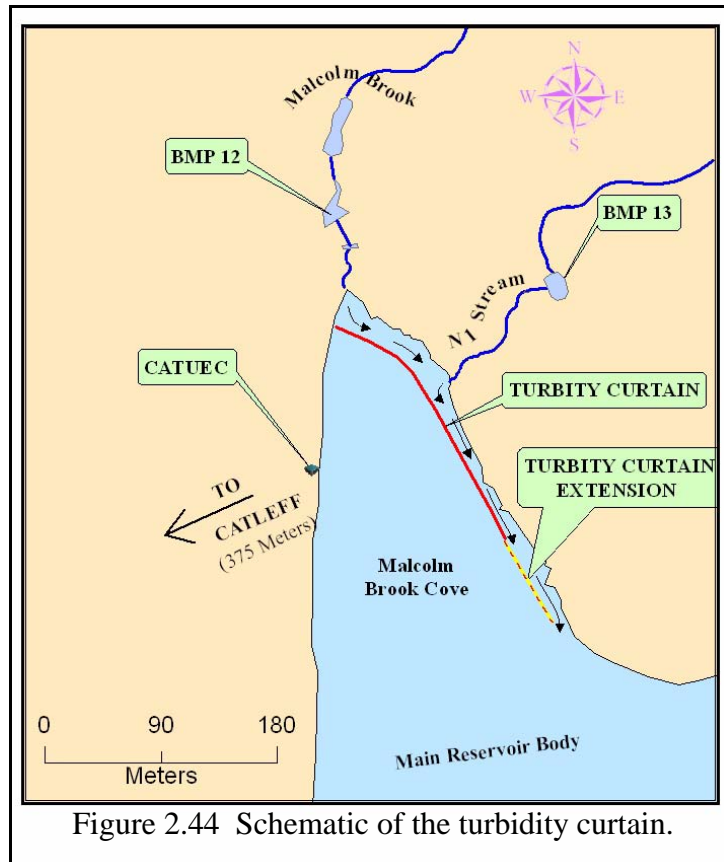 N
W E
S
Malcolm Brook
BMP 12
BMP 13
N1 Stream
CATUEC
TURBITY CURTAIN
TO
CATLEFF
(375 Meters)
TURBITY CURTAIN
EXTENSION
Malcolm
Brook Cove
0 90 180
Meters
Main Reservoir Body
Figure 2.44 Schematic of the turbidity curtain.